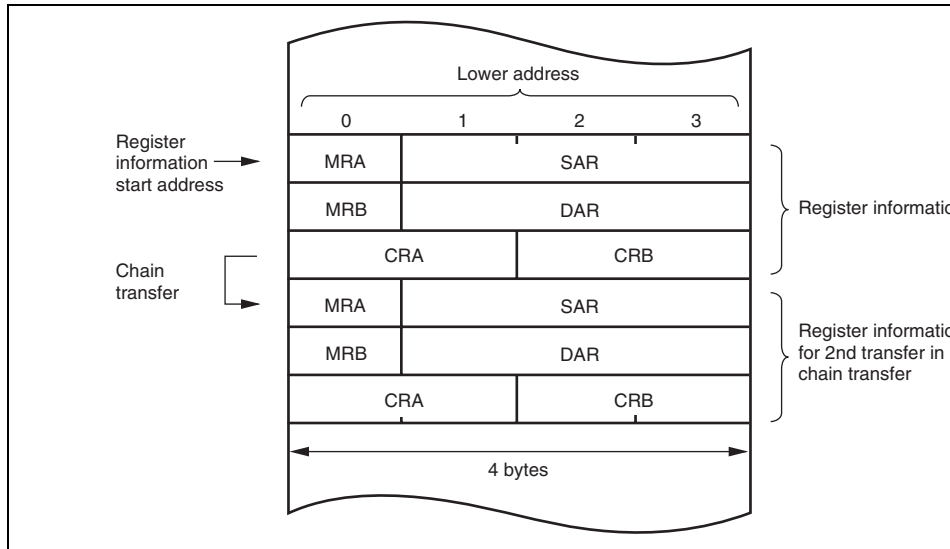 Lower address
0 1 2 3
Register
information
start address
MRA SAR
MRB DAR
Register informatio
CRA CRB
Chain
transfer
MRA SAR
MRB DAR
Register informatio
for 2nd transfer in
chain transfer
CRA CRB
4 bytes